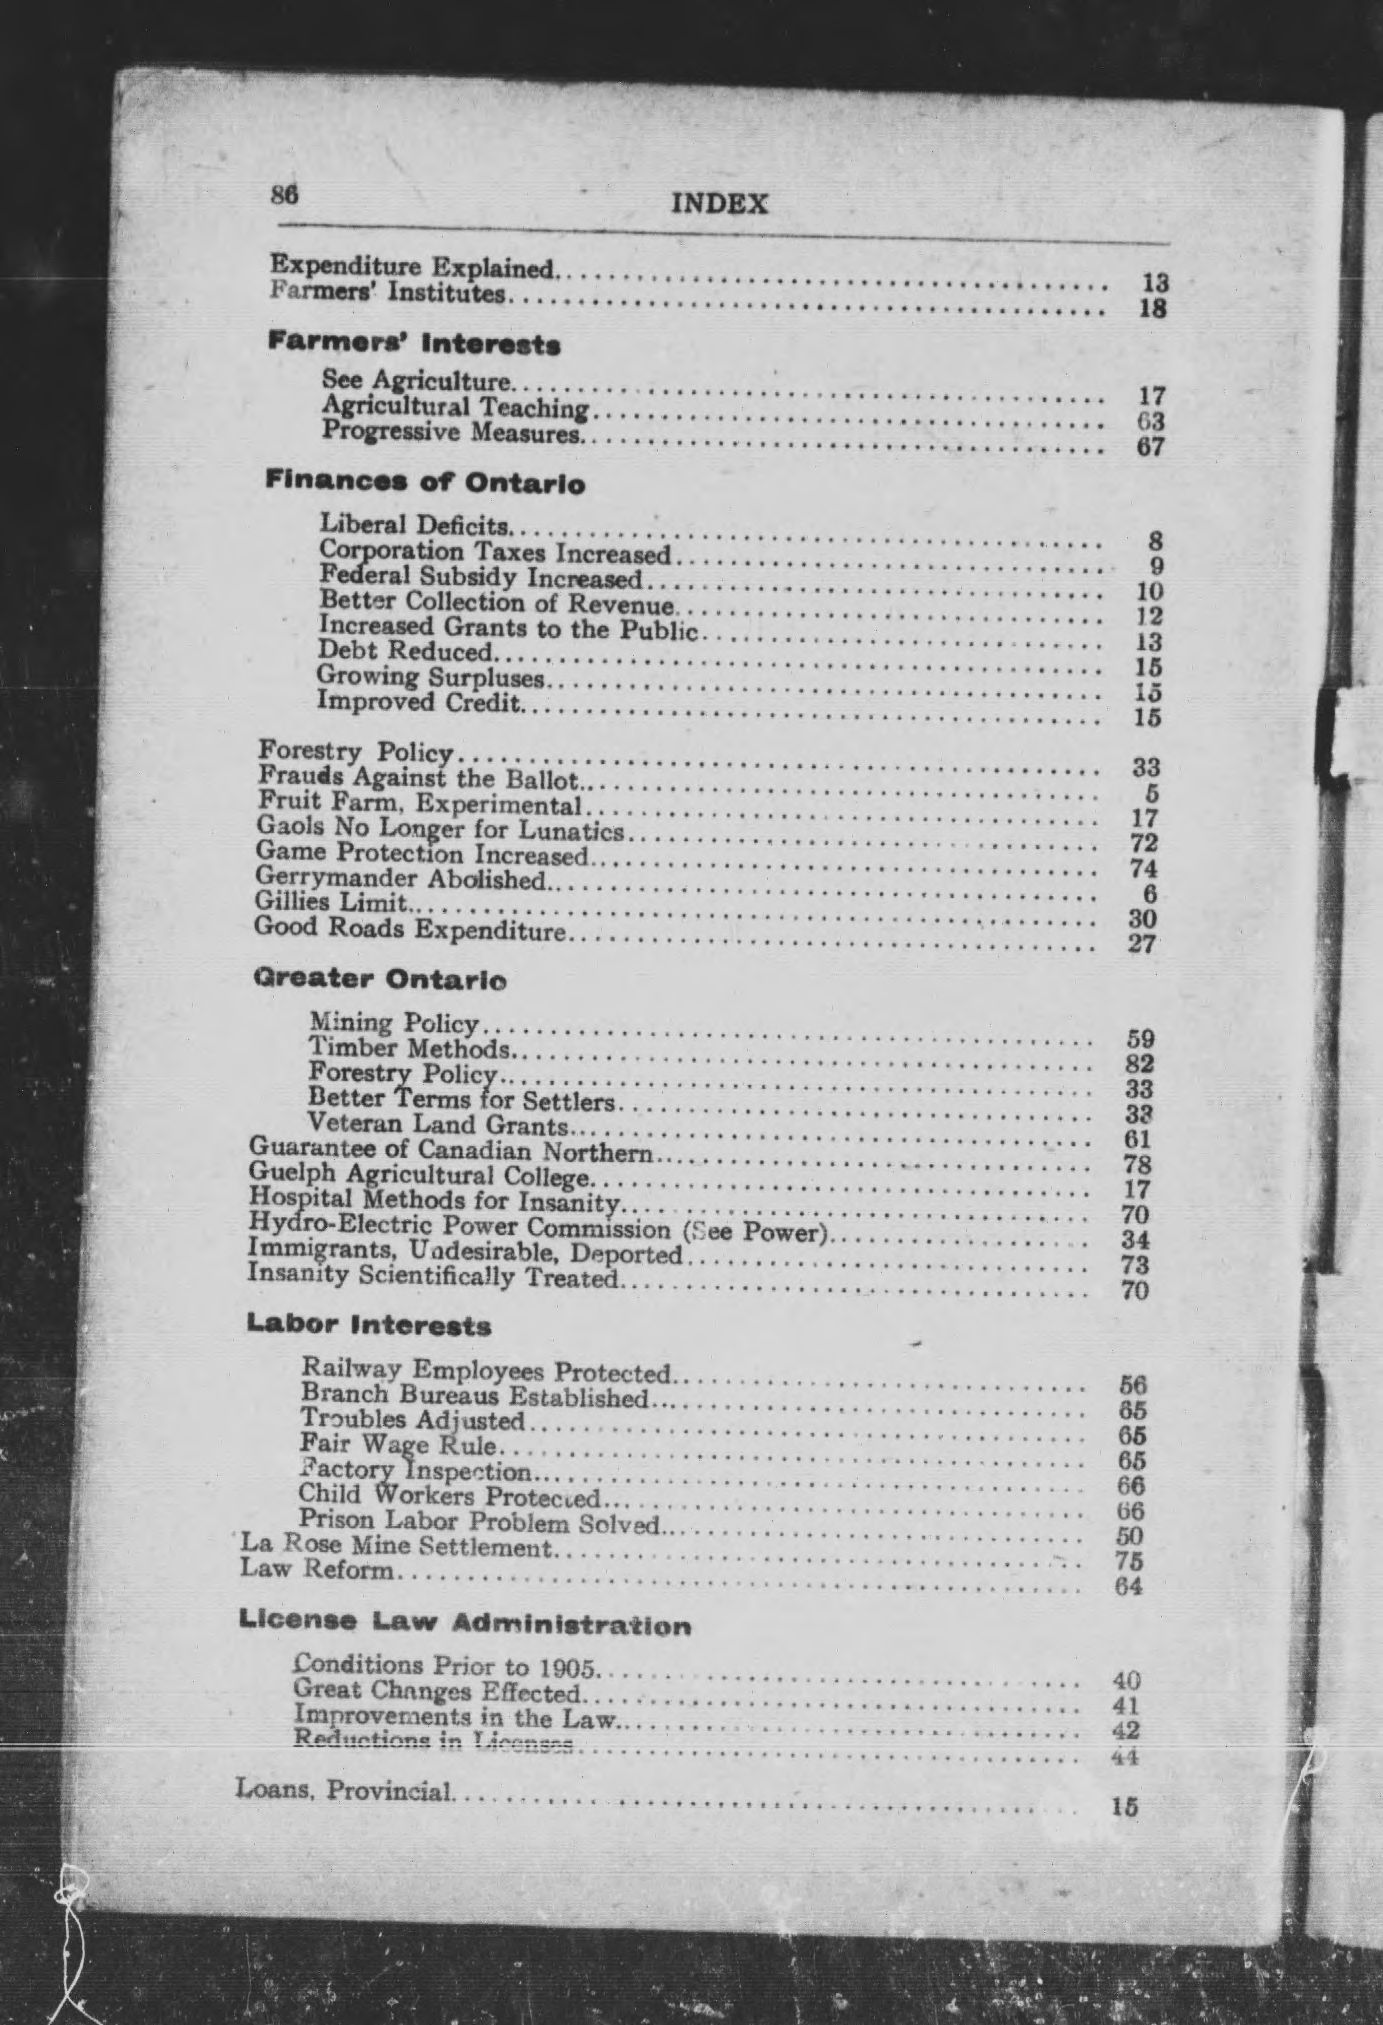 86 INDEX
Expenditure Explained........................................ 13
Farmers' Institutes........................................ 18
Farmers' Interests
See Agriculture........................................ 17
Agricultural Teaching........................................ 63
Progressive Measures........................................ 67
Finances of Ontario
Liberal Deficits........................................ 8
Corporation Taxes Increased........................................ 9
Federal Subsidy Increased........................................ 10
Better Collection of Revenue........................................ 12
Increased Grants to the Public........................................ 13
Debt Reduced........................................ 15
Growing Surpluses........................................ 15
Improved Credit........................................ 15
Forestry Policy........................................ 33
Frauds Against the Ballot........................................ 5
Fruit Farm, Experimental........................................ 17
Gaols No Longer for Lunatics........................................ 72
Game Protection Increased........................................ 74
Gerrymander Abolished........................................ 6
Gillies Limit........................................ 30
Good Roads Expenditure........................................ 27
Greater Ontario
Mining Policy........................................ 59
Timber Methods........................................ 82
Forestry Policy........................................ 33
Better Terms for Settlers........................................ 33
Veteran Land Grants........................................ 61
Guarantee of Canadian Northern........................................ 78
Guelph Agricultural College........................................ 17
Hospital Methods for Insanity........................................ 70
Hydro-Electric Power Commission (See Power)................... 34
Immigrants, Undesirable, Deported.............................. 73
Insanity Scientifically Treated........................................ 70
Labor Interests
Railway Employees Protected........................................ 56
Branch Bureaus Established........................................ 65
Troubles Adjusted........................................ 65
Fair Wage Rule........................................ 65
Factory Inspection........................................ 66
Child Workers Protected........................................ 66
Prison Labor Problem Solved........................................ 50
La Rose Mine Settlement........................................ 75
Law Reform........................................ 64
License Law Administration
Conditions Prior to 1905........................................ 40
Great Changes Effected........................................ 41
Improvements in the Law........................................ 42
Reductions in Licenses........................................ 44
Loans, Provincial........................................ 15